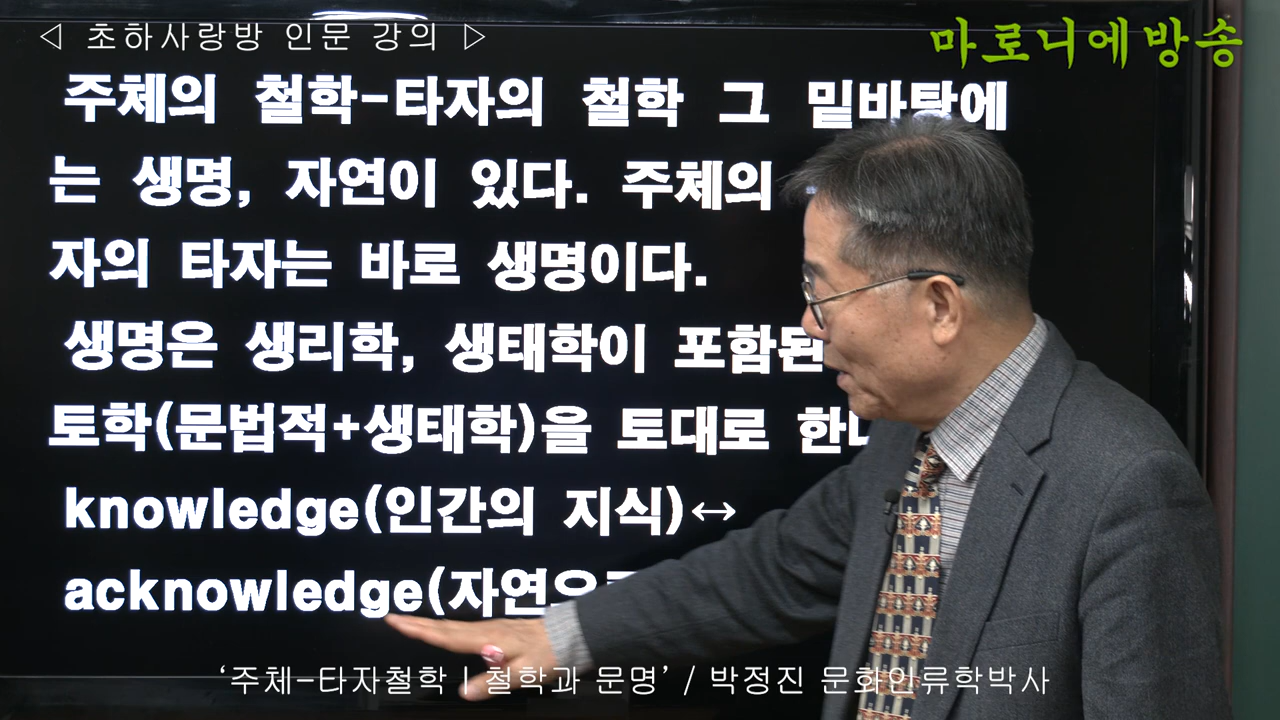 ◁ 초하사랑방 인문 강의 ▷
마로니에방송
주체의 철학-타자의 철학 그 밑바탕에
는 생명, 자연이 있다. 주체의
자의 타자는 바로 생명이다.
생명은 생리학, 생태학이 포함된
토학(문법적+생태학)을 토대로
knowledge(인간의 지식)↔
acknowledge(
‘주체-타자철학 | 철학과 문명’ / 박정진 문화인류학박사